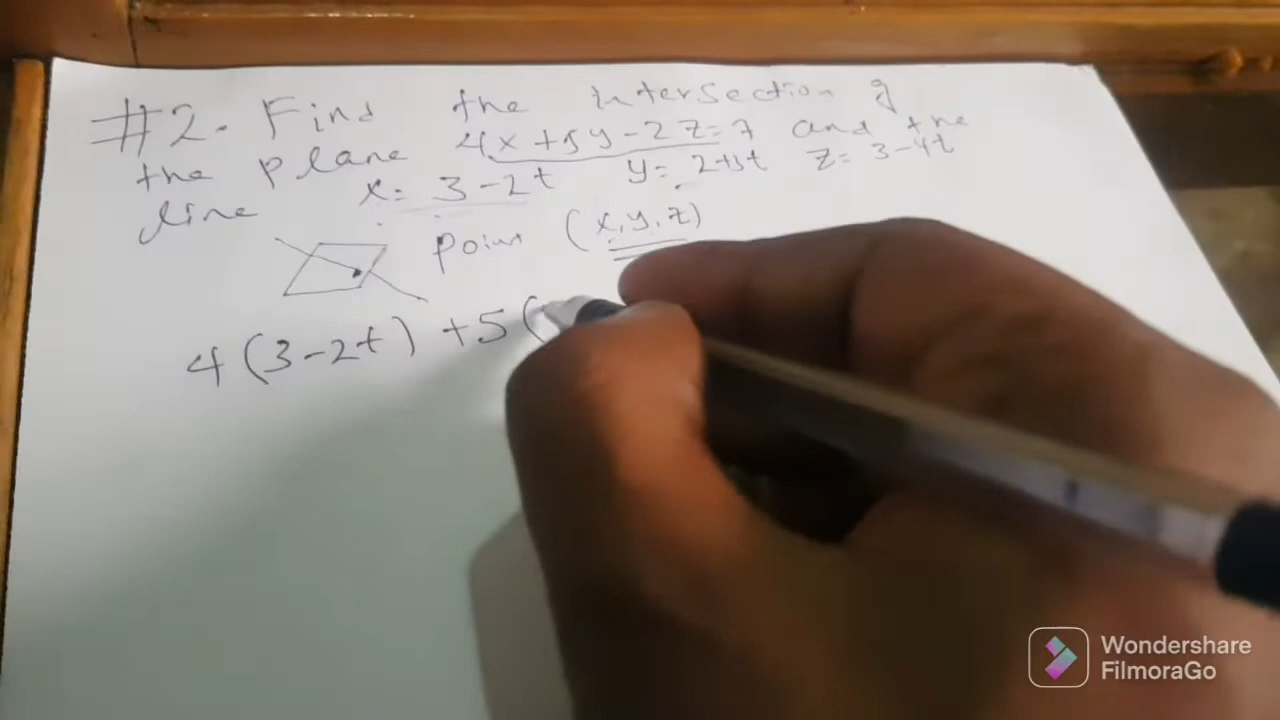 #2. Find the intersection of
the plane 4x+5y-2z=7 and the
line x= 3-2t y= 2+3t z= 3-4t
point (x,y,z)
4(3-2t) +5(
Wondershare
FilmoraGo